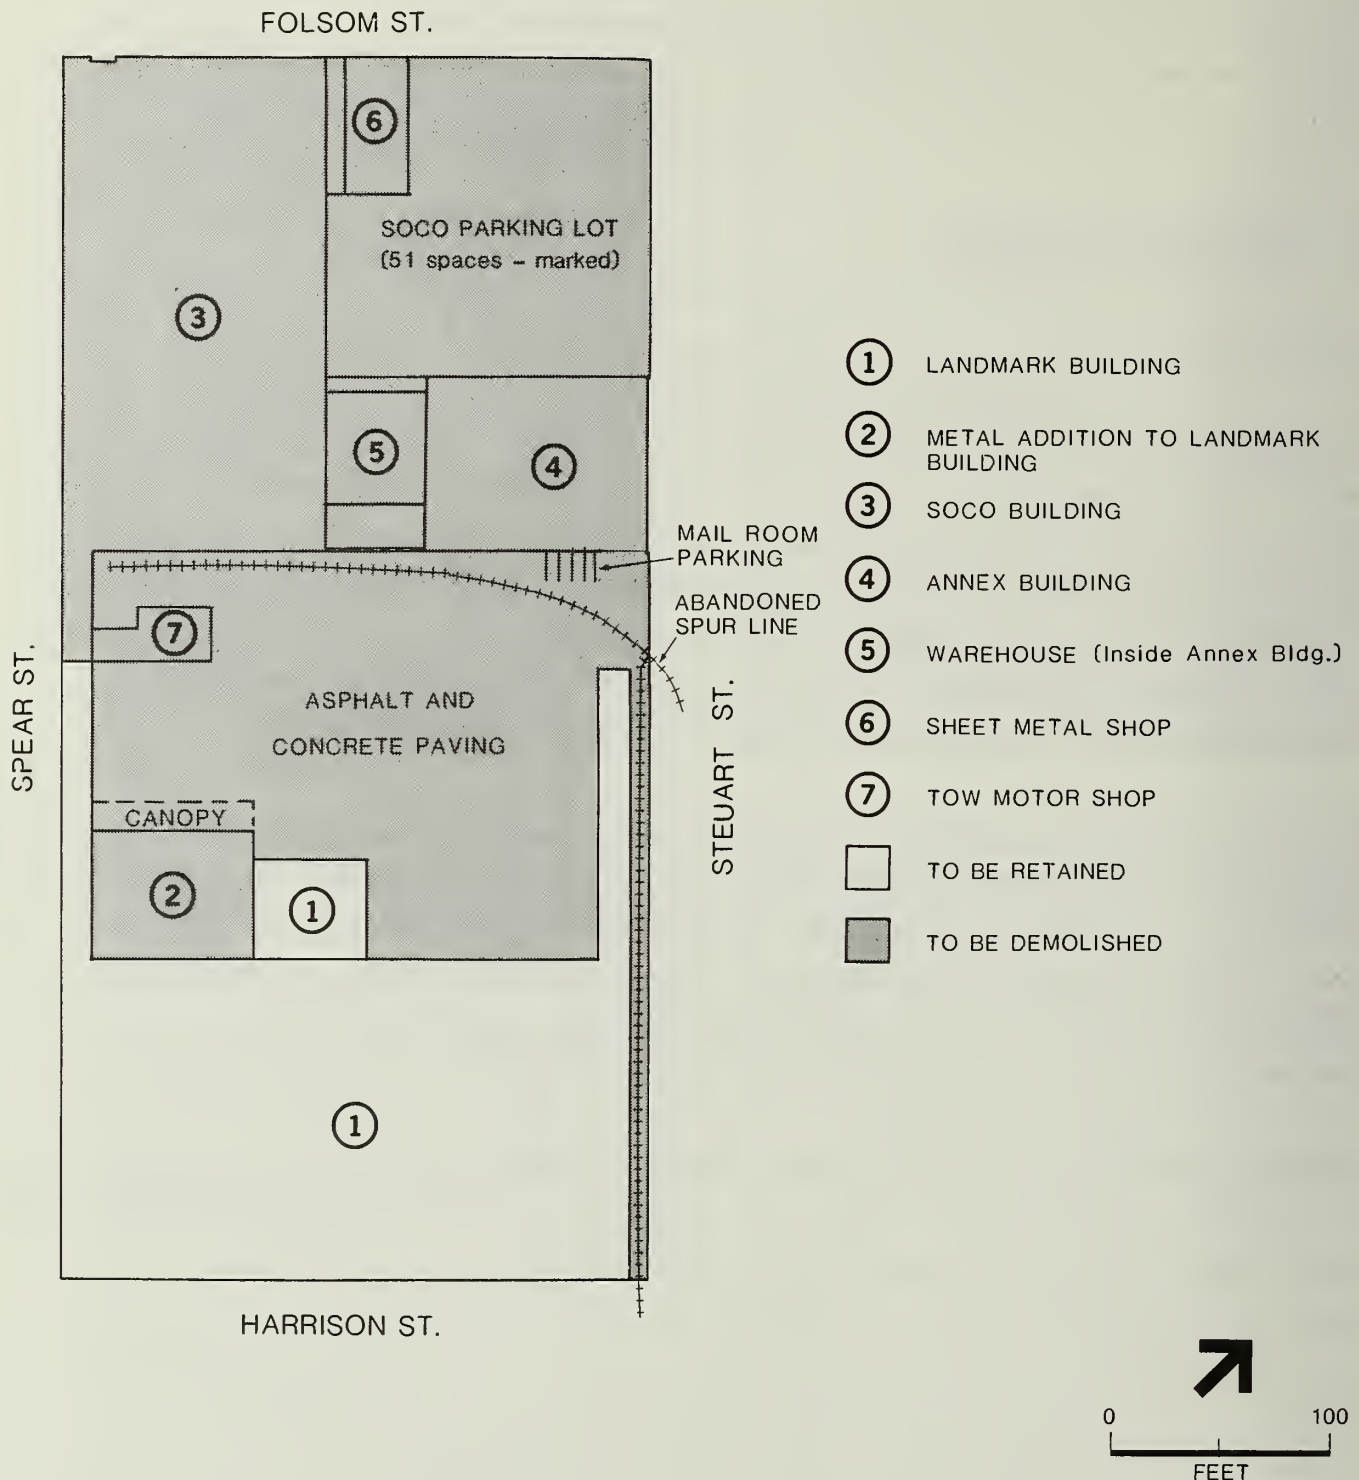 FOLSOM ST.
6
SOCO PARKING LOT
(51 spaces – marked)
3
5
4
MAIL ROOM
PARKING
ABANDONED
SPUR LINE
7
SPEAR ST.
STEUART ST.
ASPHALT AND
CONCRETE PAVING
CANOPY
2
1
1
HARRISON ST.
1 LANDMARK BUILDING
2 METAL ADDITION TO LANDMARK
BUILDING
3 SOCO BUILDING
4 ANNEX BUILDING
5 WAREHOUSE (Inside Annex Bldg.)
6 SHEET METAL SHOP
7 TOW MOTOR SHOP
TO BE RETAINED
TO BE DEMOLISHED
0 100
FEET